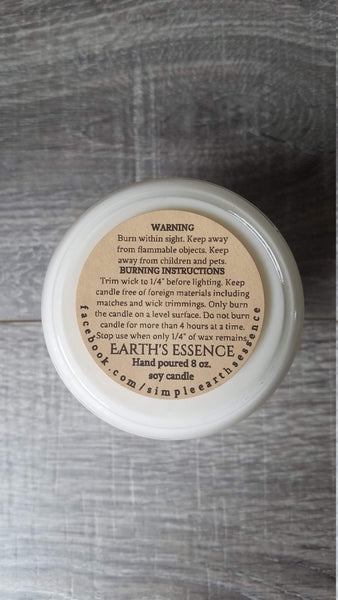 WARNING
Burn within sight. Keep away
from flammable objects. Keep
away from children and pets.
BURNING INSTRUCTIONS
Trim wick to 1/4" before lighting. Keep
candle free of foreign materials including
matches and wick trimmings. Only burn
the candle on a level surface. Do not burn
candle for more than 4 hours at a time.
Stop use when only 1/4" of wax remains.
EARTH'S ESSENCE
Hand poured 8 oz.
soy candle
facebook.com/simpleearthsessence